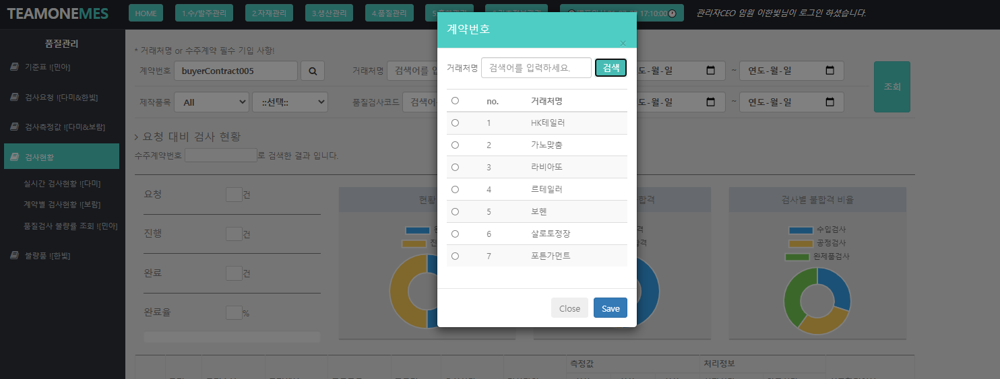 TEAMONEMES HOME 1.수/발주관리 2.자재관리 3.생산관리 4.품질관리 17:10:00 관리자CEO 임원 이한빛님이 로그인 하셨습니다.
품질관리
기준표 ![민아]
검사요청 ![다미&한빛]
검사측정값 ![다미&보람]
검사현황
실시간 검사현황 ![다미]
계약별 검사현황 ![보람]
품질검사 불량률 조회 ![민아]
불량품 ![한빛]
* 거래처명 or 수주계약 필수 기입 사항!
계약번호 buyerContract005 거래처명 검색어를 연도-월-일 ~ 연도-월-일
제작품목 All ::선택:: 품질검사코드 검색어 연도-월-일 ~ 연도-월-일
조회
> 요청 대비 검사 현황
수주계약번호 로 검색한 결과 입니다.
요청 건
진행 건
완료 건
완료율 %
현황
합격
검사별 불합격 비율
수입검사
공정검사
완제품검사
계약번호
×
거래처명 검색어를 입력하세요. 검색
no. 거래처명
1 HK테일러
2 가노맞춤
3 라비아또
4 르테일러
5 보헨
6 살로토정장
7 포튼가먼트
Close Save
측정값 처리정보